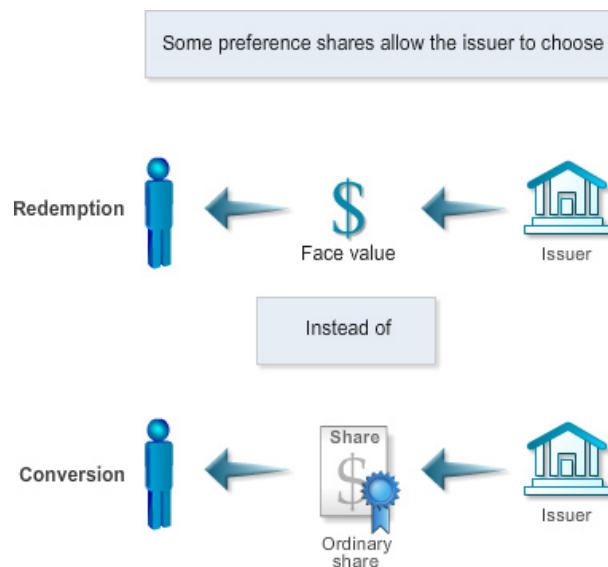 Some preference shares allow the issuer to choose
Redemption
$
Face value
Issuer
Instead of
Conversion
Share
$
Ordinary
share
Issuer